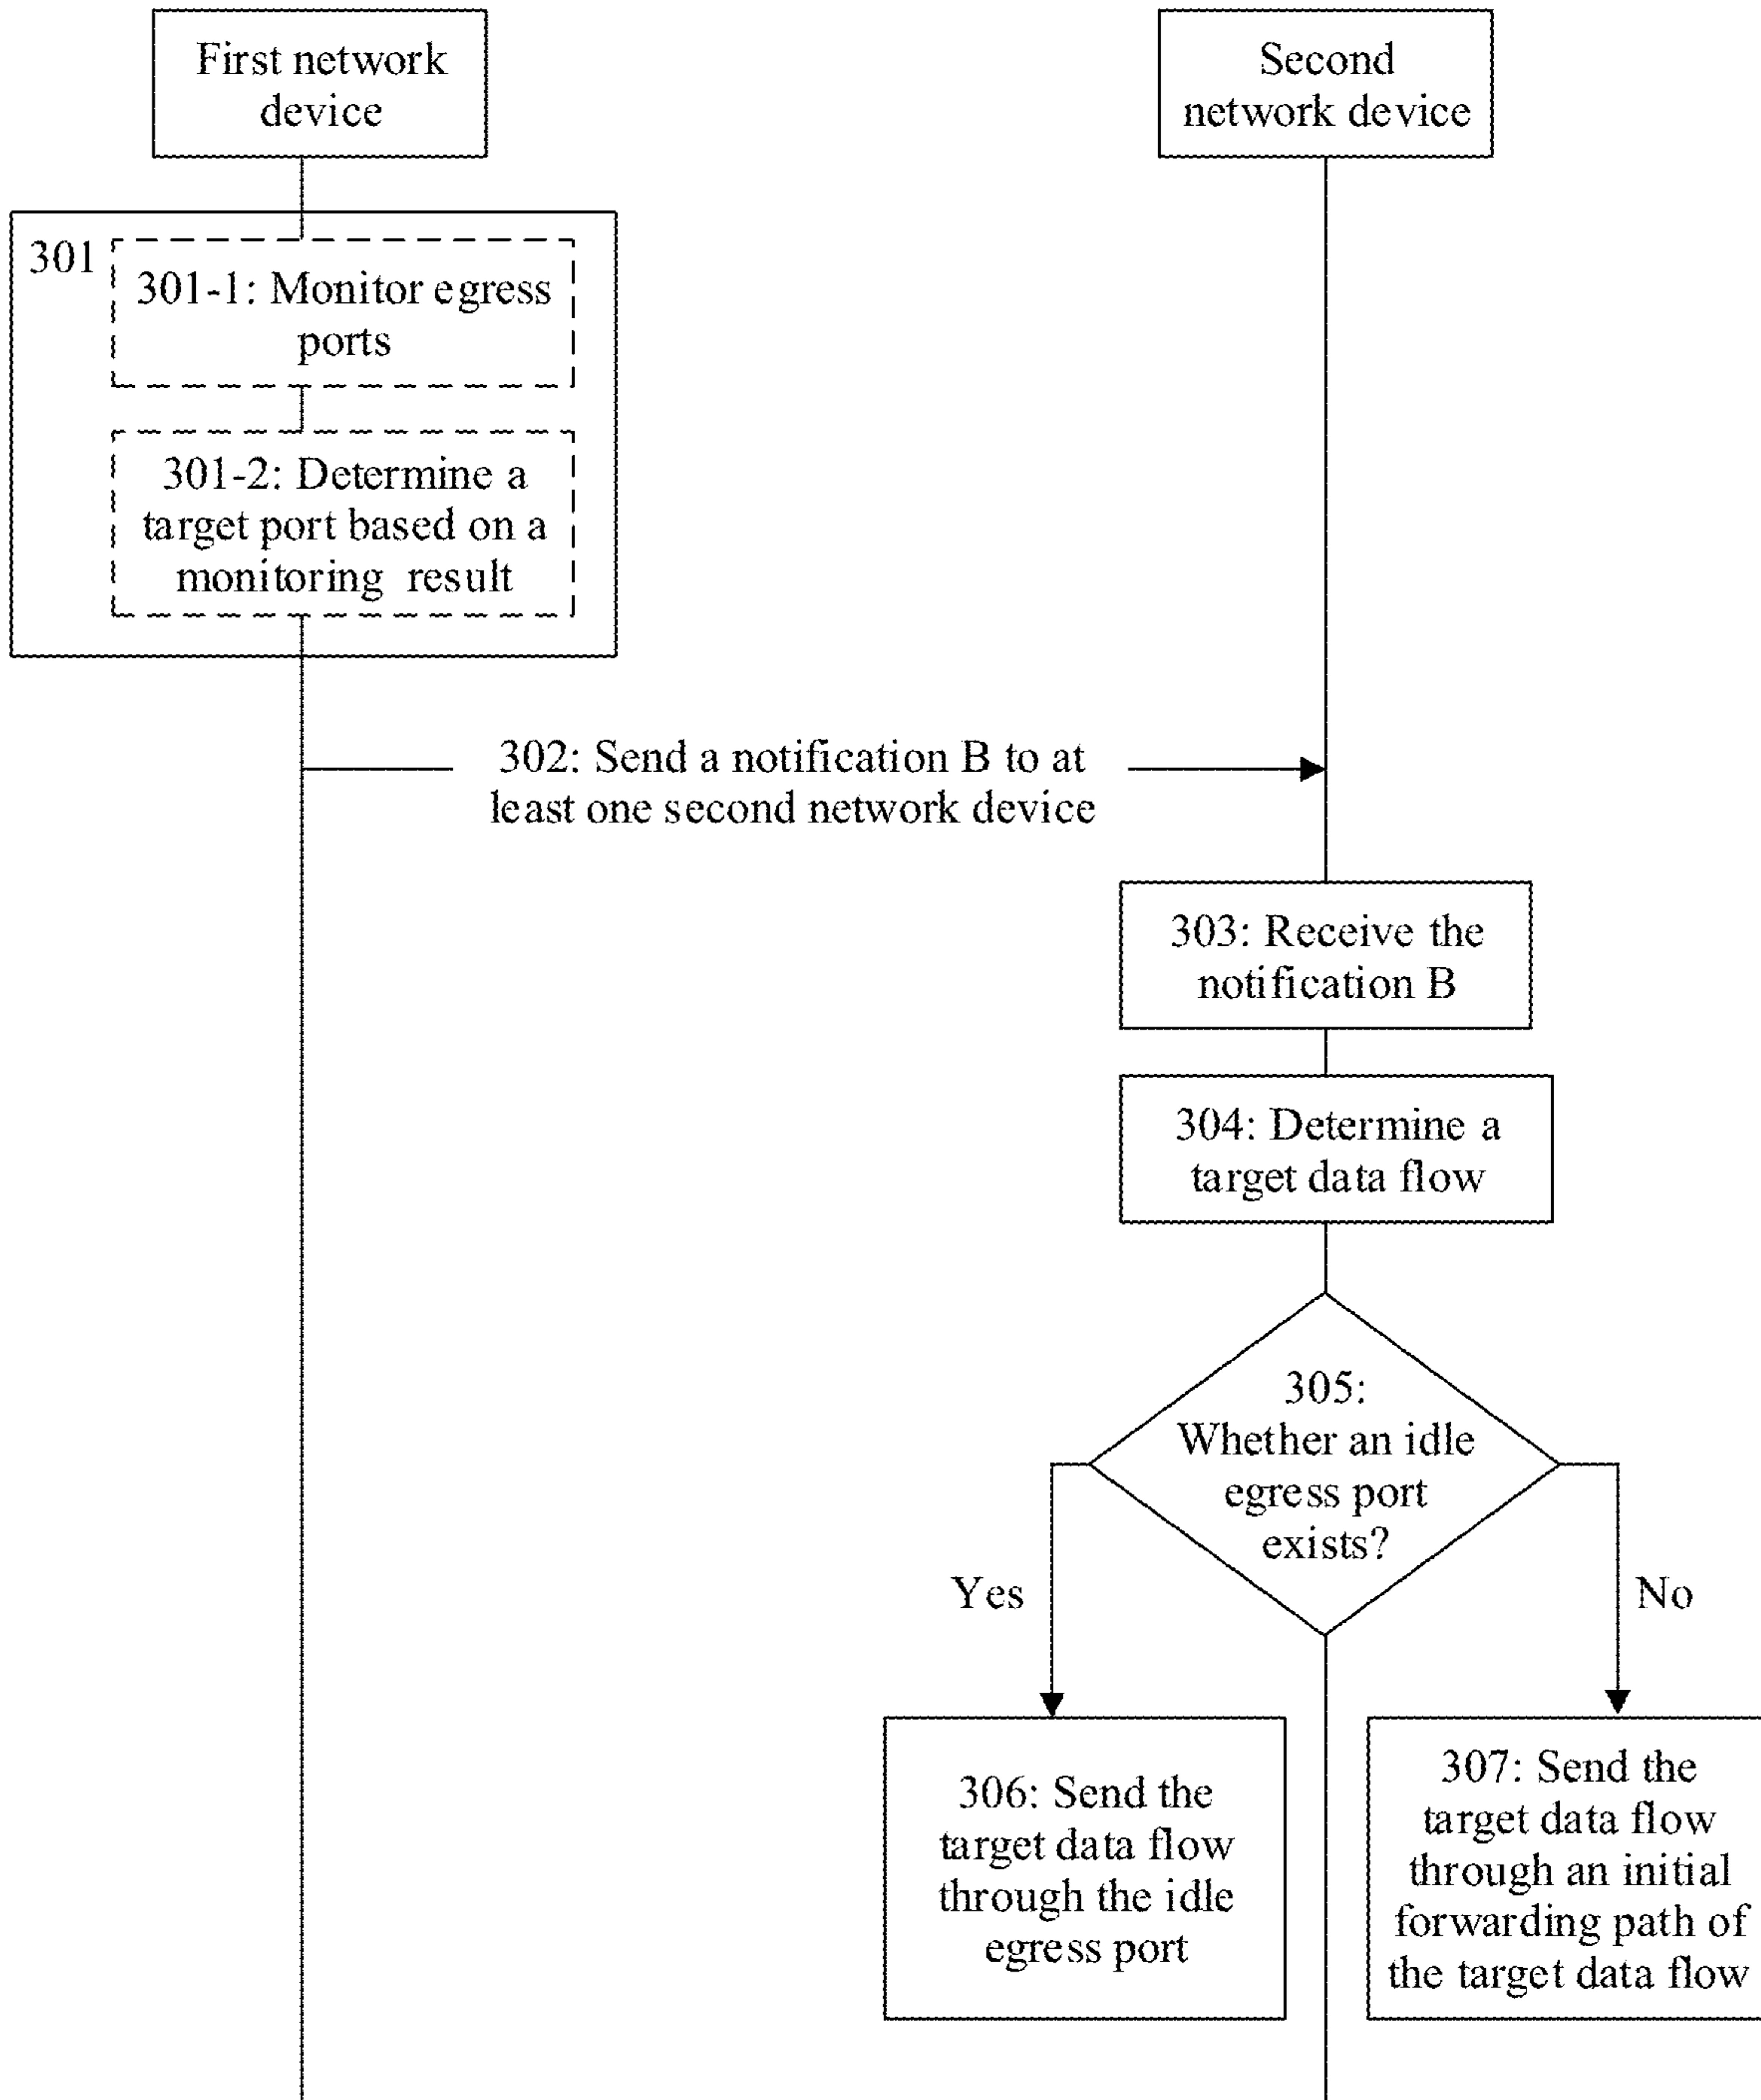 First network
device
Second
network device
301
301-1: Monitor egress
ports
301-2: Determine a
target port based on a
monitoring result
302: Send a notification B to at
least one second network device
303: Receive the
notification B
304: Determine a
target data flow
305:
Whether an idle
egress port
exists?
Yes
No
306: Send the
target data flow
through the idle
egress port
307: Send the
target data flow
through an initial
forwarding path of
the target data flow